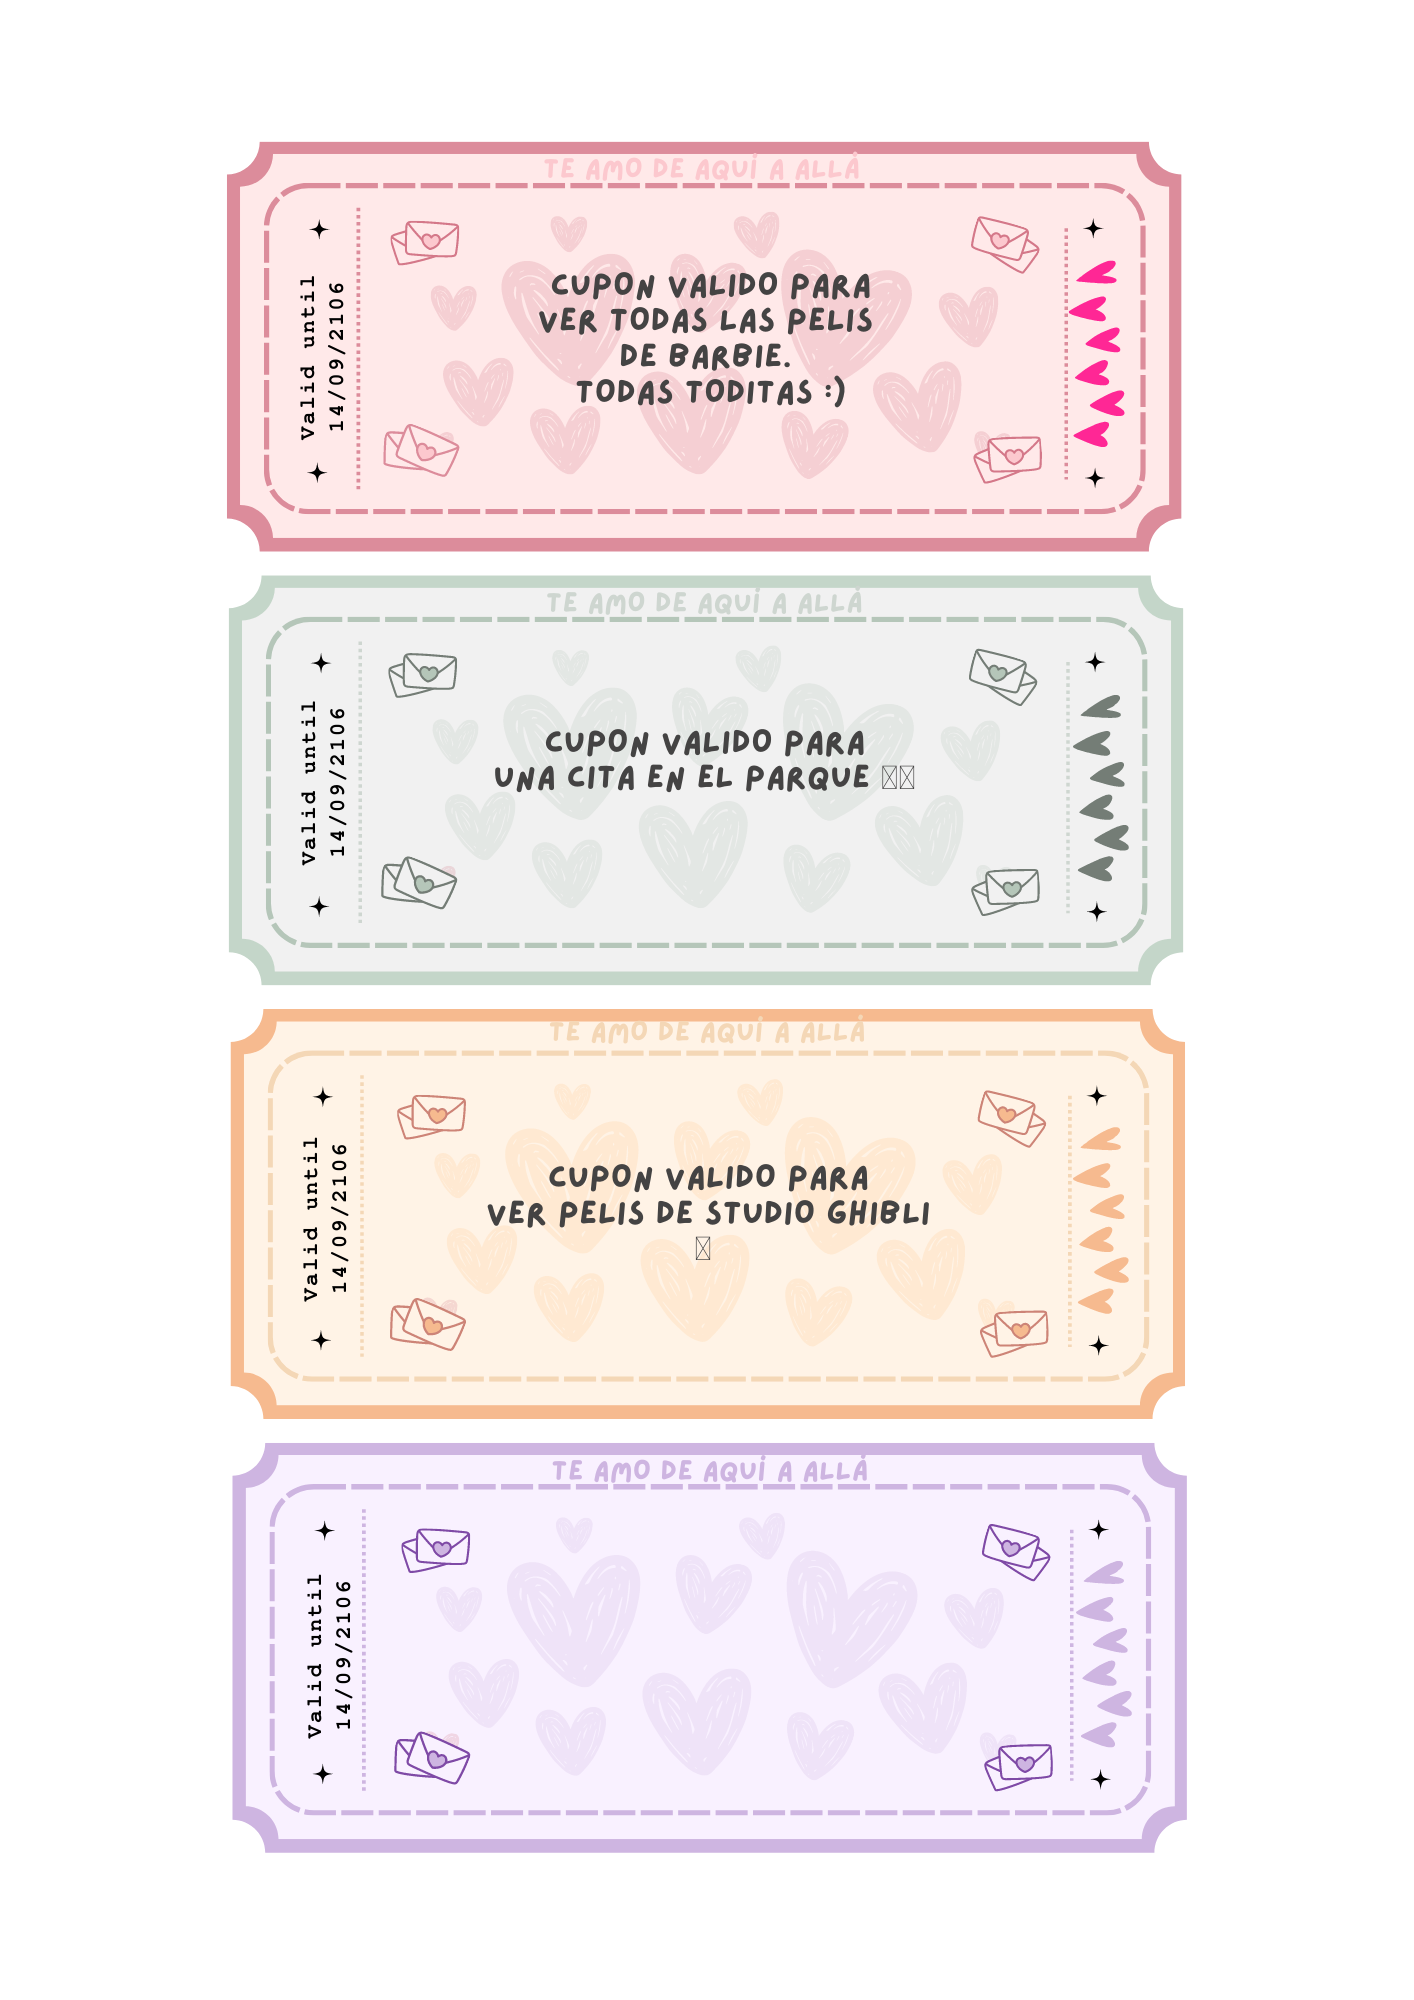 TE AMO DE AQUÍ A ALLÁ
Valid until
14/09/2106
CUPON VALIDO PARA
VER TODAS LAS PELIS
DE BARBIE.
TODAS TODITAS :)
TE AMO DE AQUÍ A ALLÁ
Valid until
14/09/2106
CUPON VALIDO PARA
UNA CITA EN EL PARQUE
TE AMO DE AQUÍ A ALLÁ
Valid until
14/09/2106
CUPON VALIDO PARA
VER PELIS DE STUDIO GHIBLI
TE AMO DE AQUÍ A ALLÁ
Valid until
14/09/2106